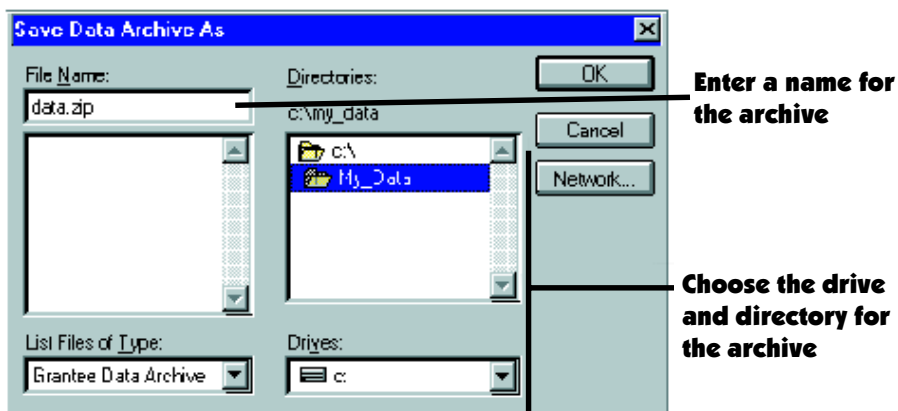 Save Data Archive As
File Name:
data.zip
Directories:
c:\my_data
c:\
My_Data
OK
Cancel
Network...
List Files of Type:
Grantee Data Archive
Drives:
c:
Enter a name for
the archive
Choose the drive
and directory for
the archive